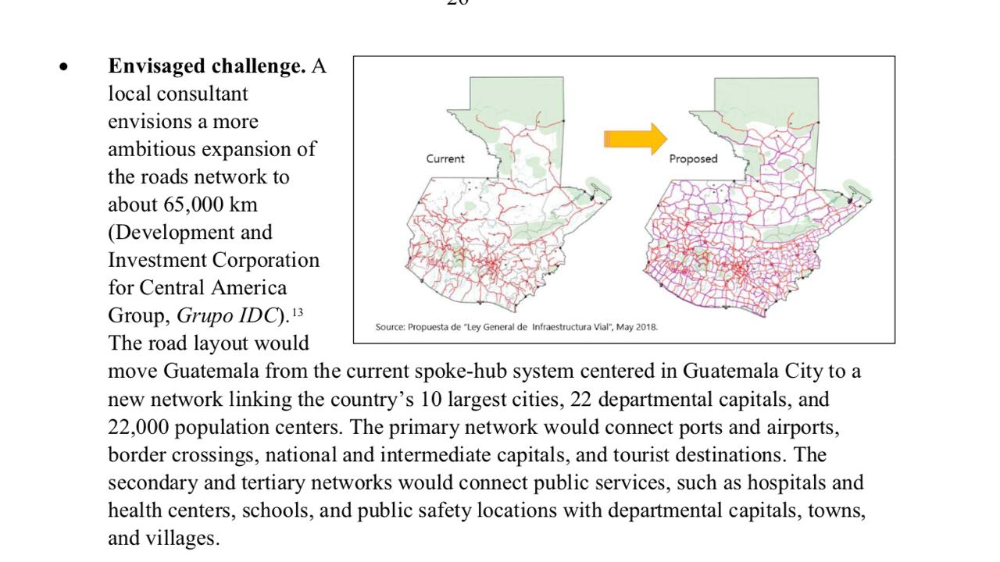 • Envisaged challenge. A
local consultant
envisions a more
ambitious expansion of
the roads network to
about 65,000 km
(Development and
Investment Corporation
for Central America
Group, Grupo IDC).13
The road layout would
Current
Proposed
Source: Propuesta de "Ley General de Infraestructura Vial", May 2018.
move Guatemala from the current spoke-hub system centered in Guatemala City to a
new network linking the country's 10 largest cities, 22 departmental capitals, and
22,000 population centers. The primary network would connect ports and airports,
border crossings, national and intermediate capitals, and tourist destinations. The
secondary and tertiary networks would connect public services, such as hospitals and
health centers, schools, and public safety locations with departmental capitals, towns,
and villages.